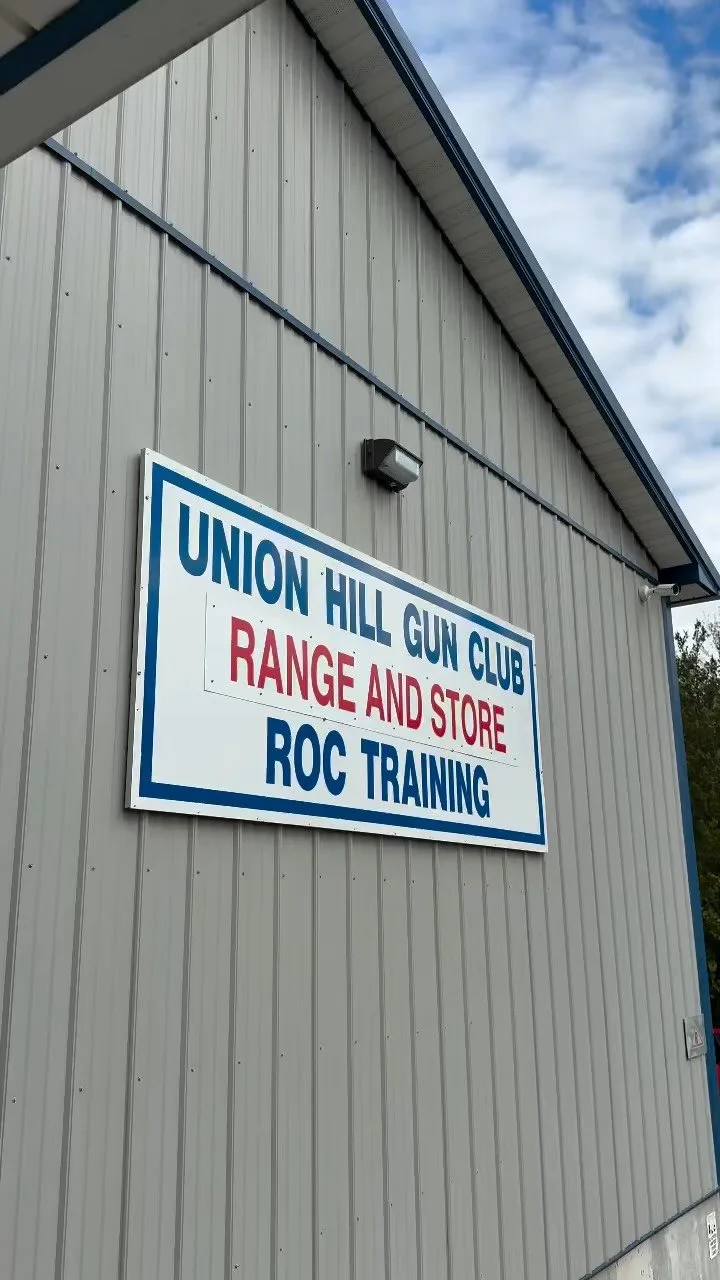 UNION HILL GUN CLUB
RANGE AND STORE
ROC TRAINING